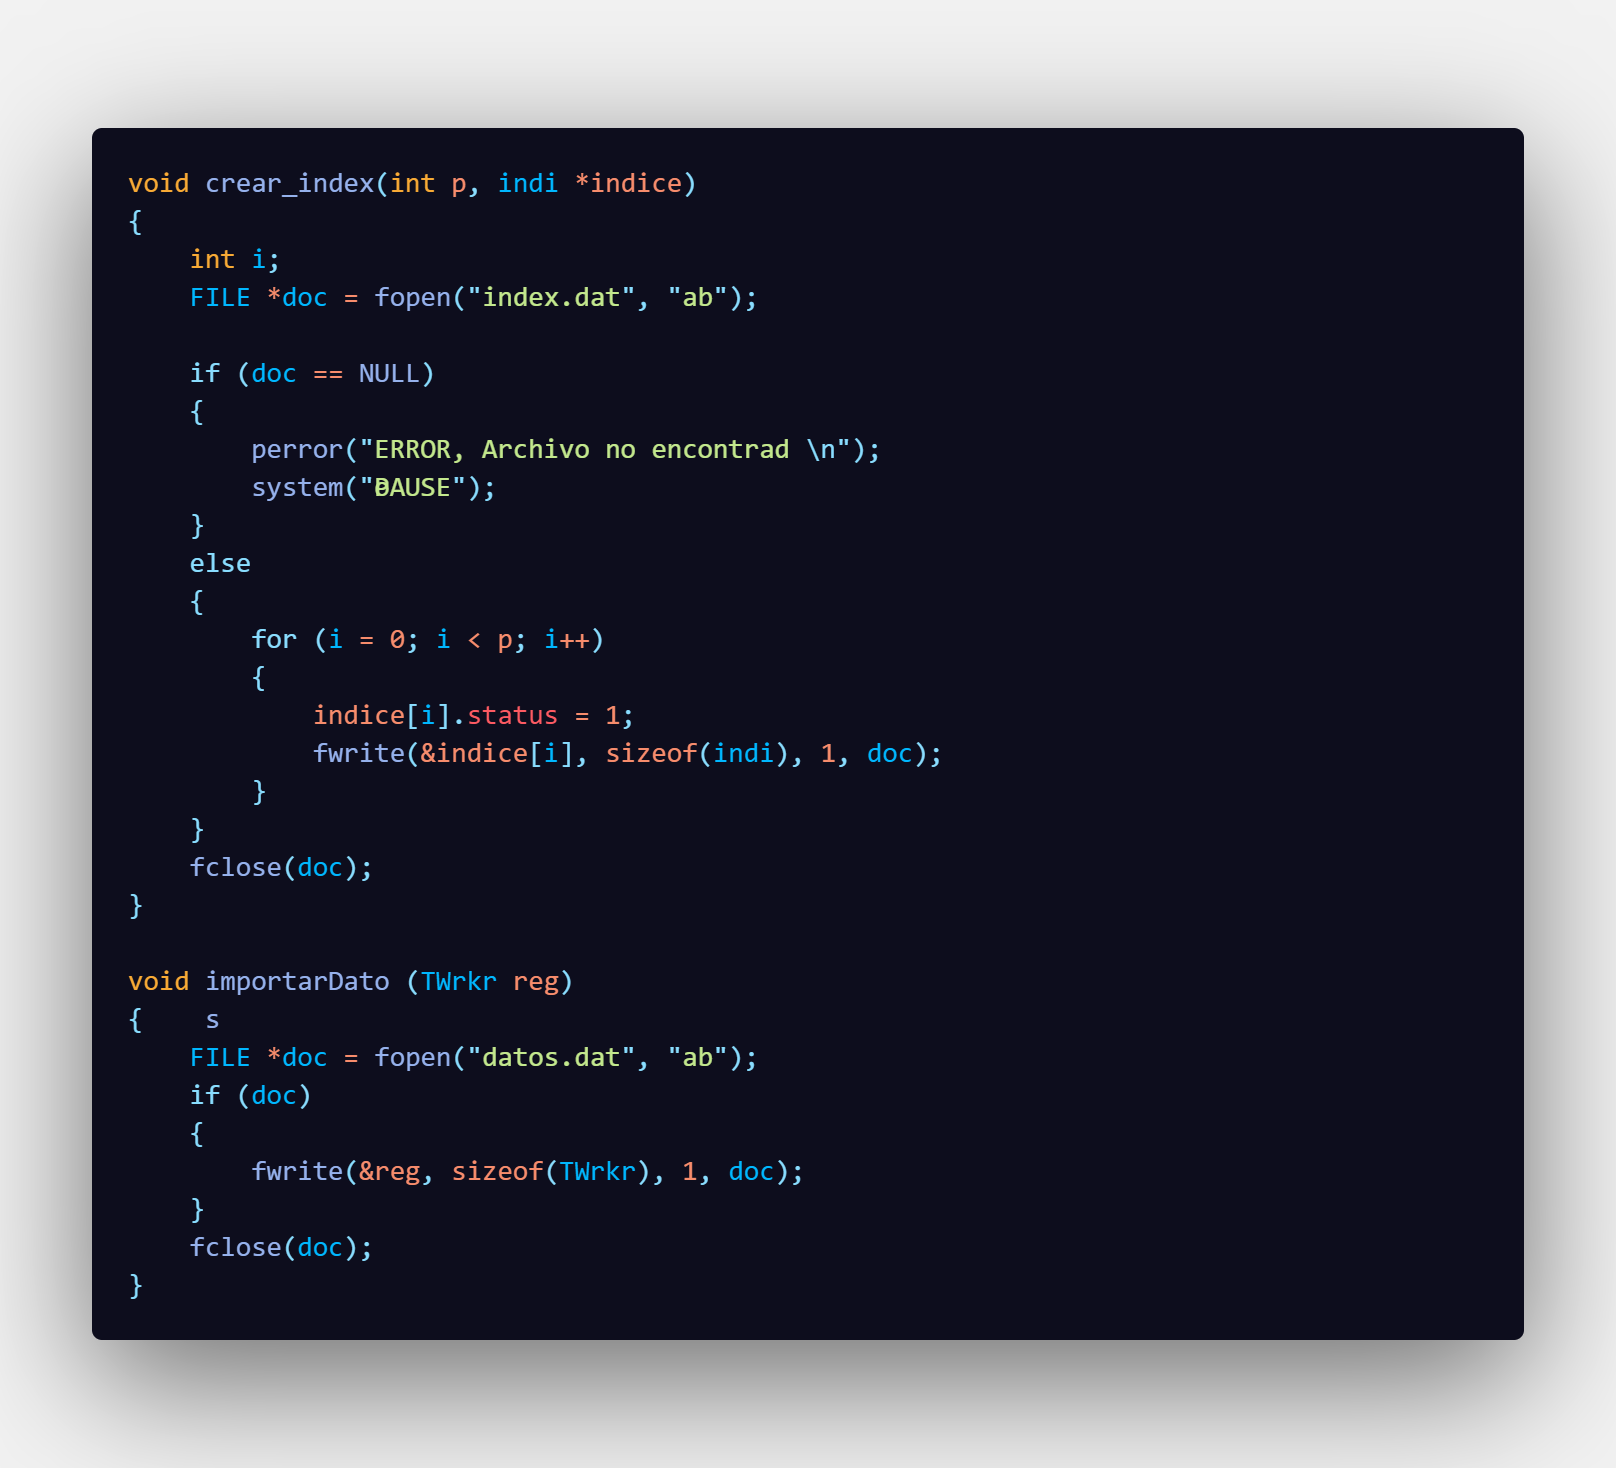 void crear_index(int p, indi *indice)
{
    int i;
    FILE *doc = fopen("index.dat", "ab");

    if (doc == NULL)
    {
        perror("ERROR, Archivo no encontrad \n");
        system("PAUSE");
    }
    else
    {
        for (i = 0; i < p; i++)
        {
            indice[i].status = 1;
            fwrite(&indice[i], sizeof(indi), 1, doc);
        }
    }
    fclose(doc);
}

void importarDato (TWrkr reg)
{    s
    FILE *doc = fopen("datos.dat", "ab");
    if (doc)
    {
        fwrite(&reg, sizeof(TWrkr), 1, doc);
    }
    fclose(doc);
}